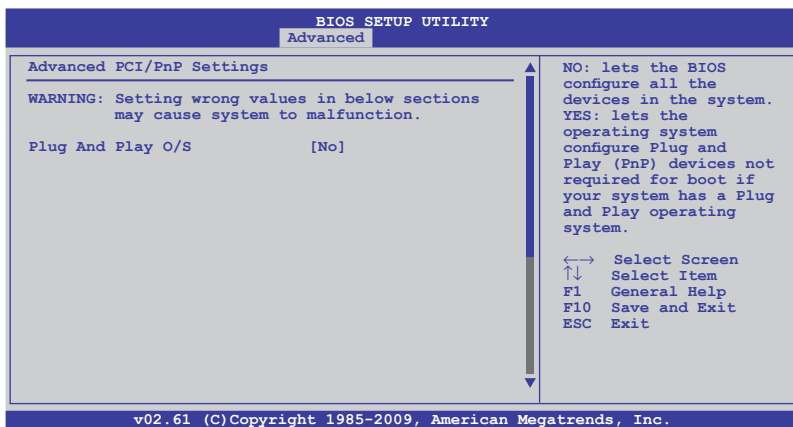 BIOS SETUP UTILITY
Advanced
Advanced PCI/PnP Settings
WARNING: Setting wrong values in below sections
may cause system to malfunction.
Plug And Play O/S [No]
NO: lets the BIOS
configure all the
devices in the system.
YES: lets the
operating system
configure Plug and
Play (PnP) devices not
required for boot if
your system has a Plug
and Play operating
system.
←→ Select Screen
↑↓ Select Item
F1 General Help
F10 Save and Exit
ESC Exit
v02.61 (C)Copyright 1985-2009, American Megatrends, Inc.